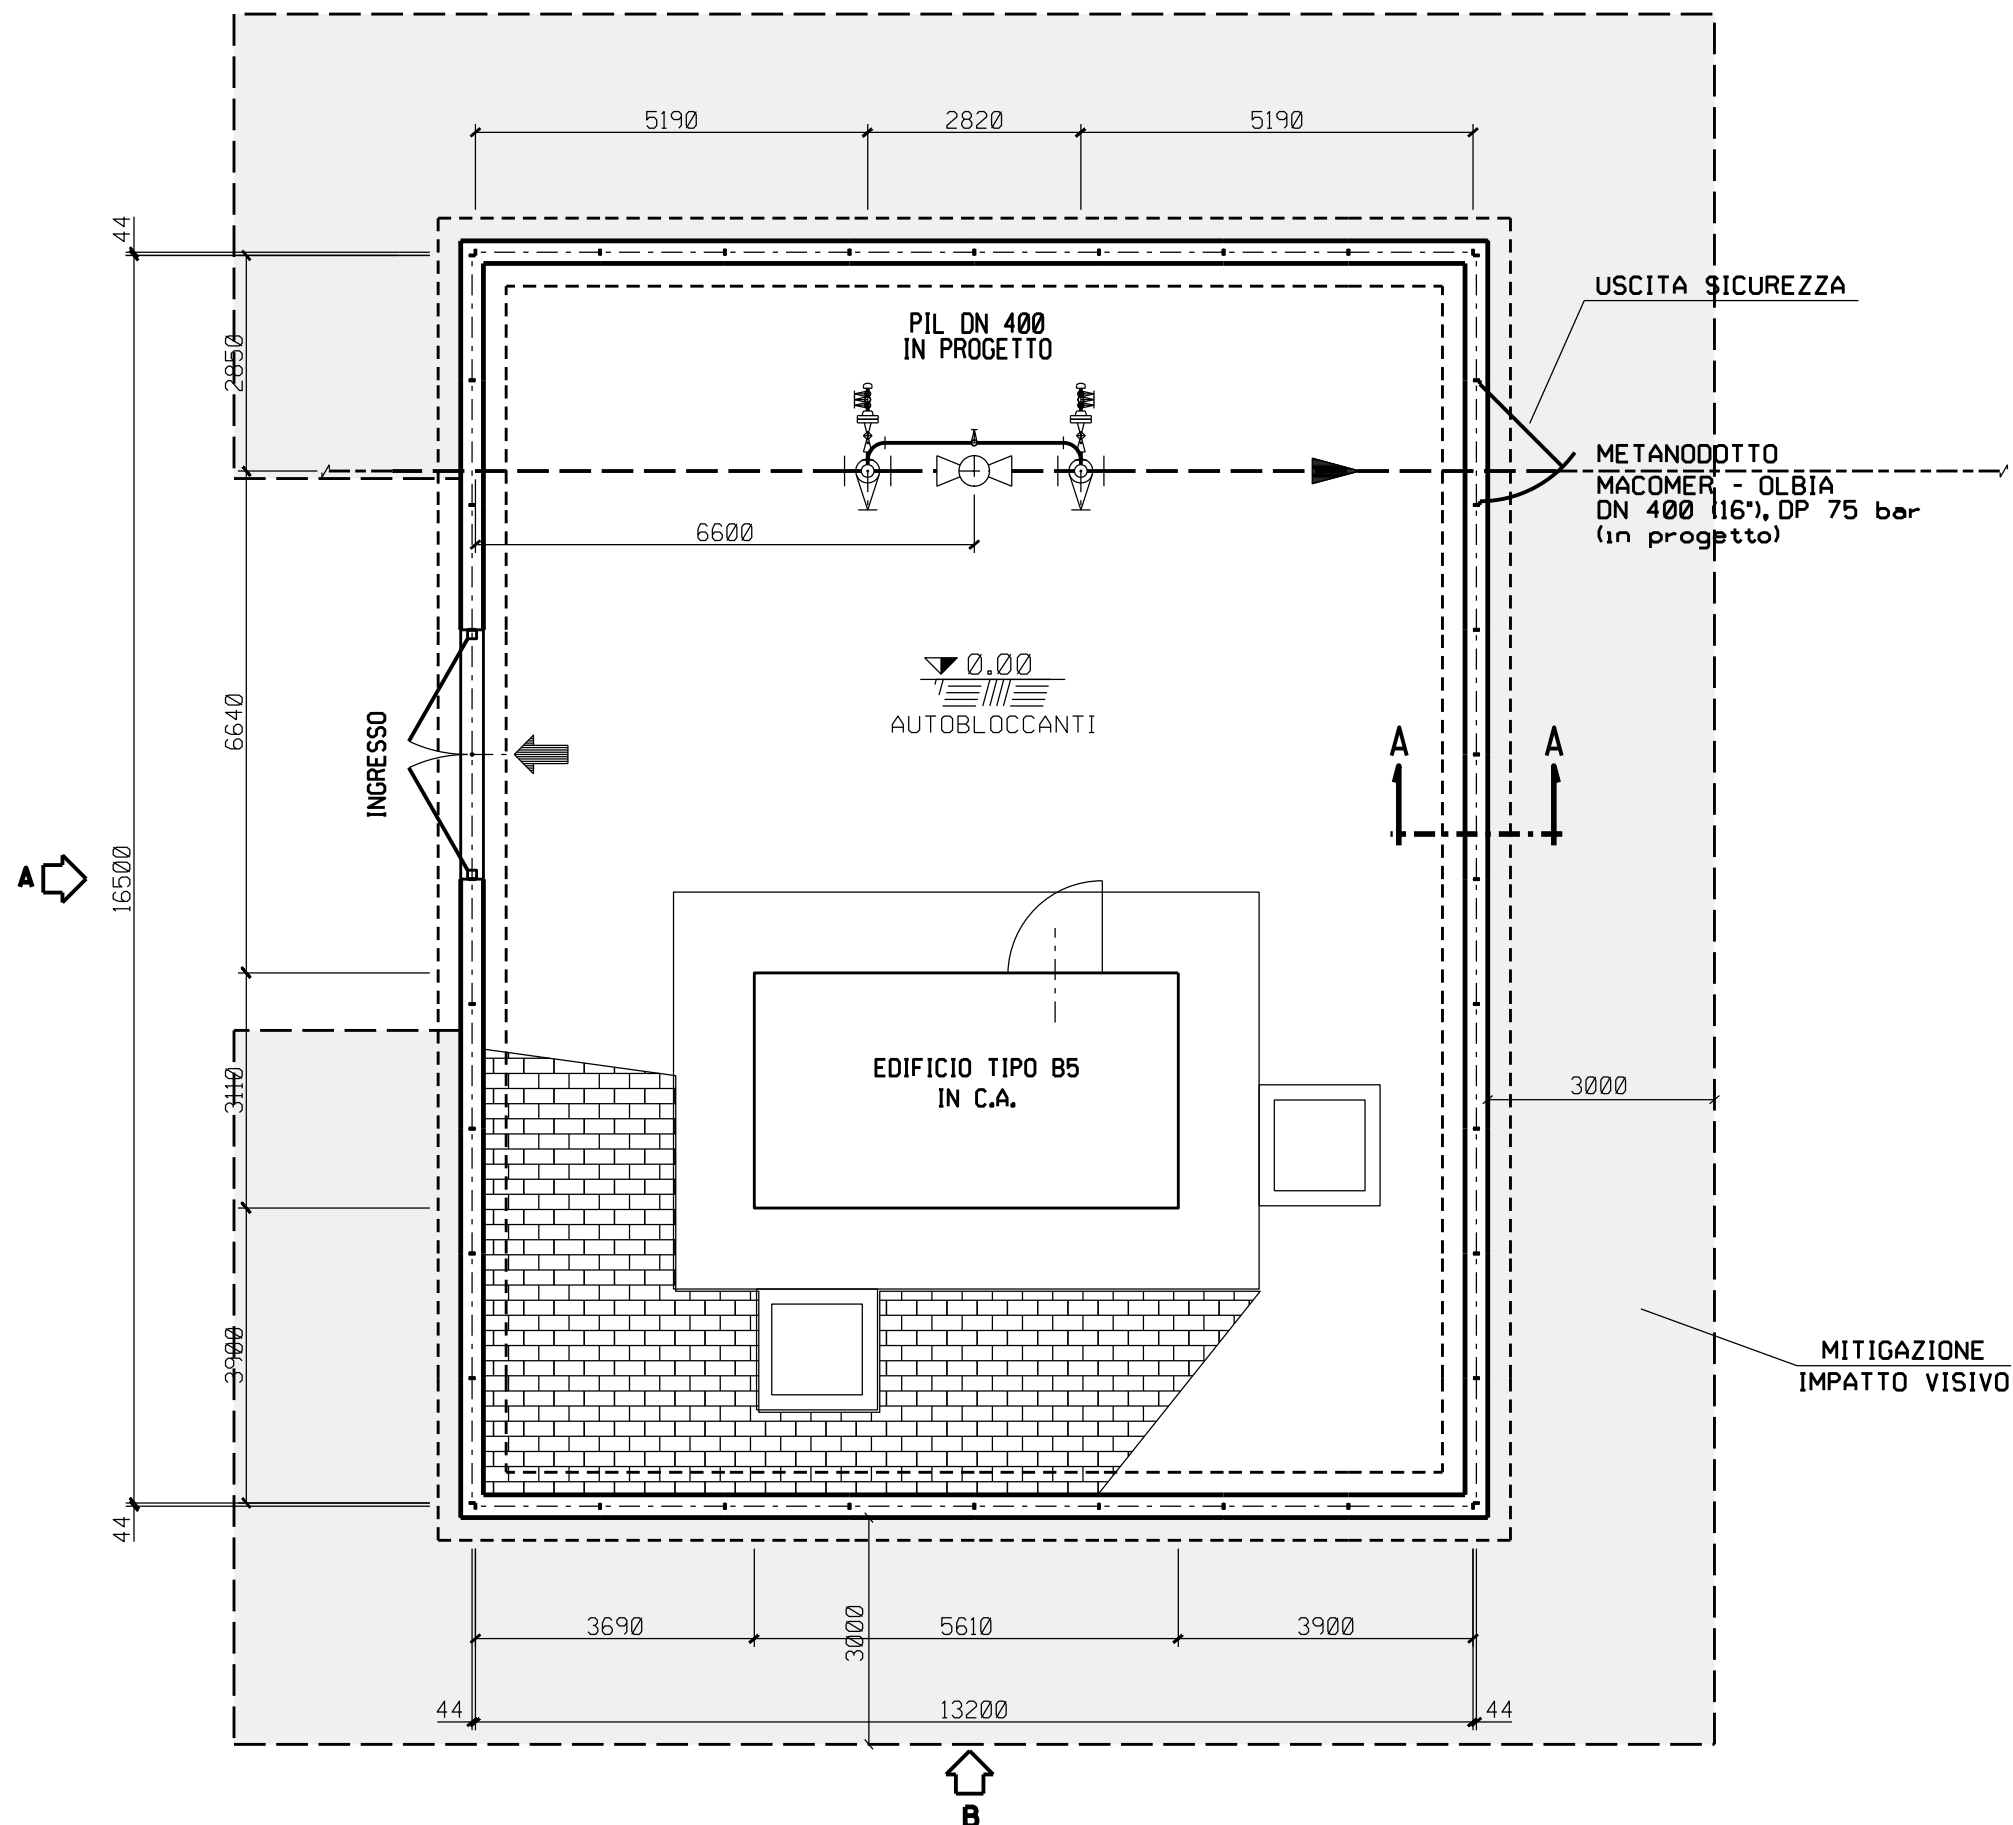 5190
2820
5190
44
USCITA SICUREZZA
PIL DN 400
IN PROGETTO
2850
METANODOTTO
MACOMER - OLBIA
DN 400 (16"), DP 75 bar
(in progetto)
6600
0.00
AUTOBLOCCANTI
6640
INGRESSO
A
A
A
16500
EDIFICIO TIPO B5
IN C.A.
3110
3000
3900
MITIGAZIONE
IMPATTO VISIVO
44
3690
3000
5610
3900
44
13200
44
B